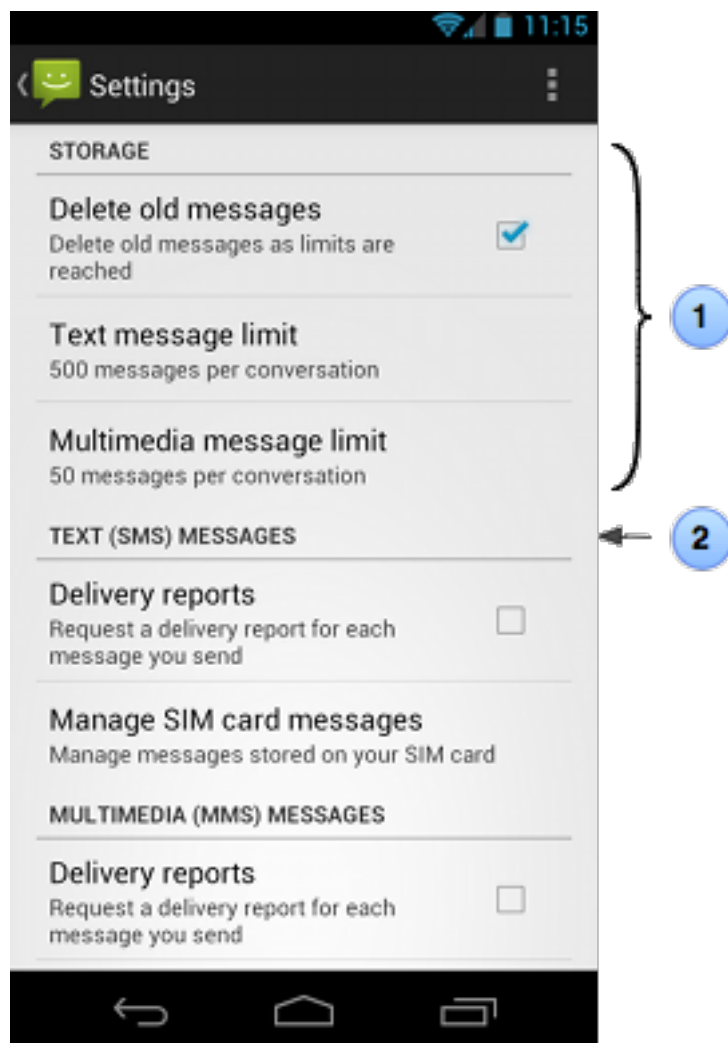 11:15
Settings
STORAGE
Delete old messages
Delete old messages as limits are
reached
1
Text message limit
500 messages per conversation
Multimedia message limit
50 messages per conversation
TEXT (SMS) MESSAGES
2
Delivery reports
Request a delivery report for each
message you send
Manage SIM card messages
Manage messages stored on your SIM card
MULTIMEDIA (MMS) MESSAGES
Delivery reports
Request a delivery report for each
message you send